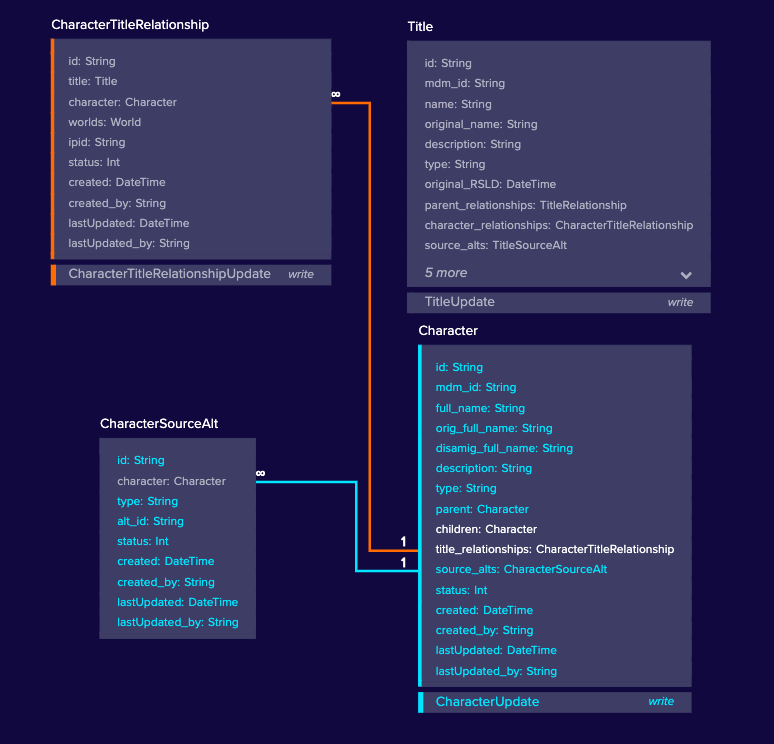 CharacterTitleRelationship
id: String
title: Title
character: Character
worlds: World
ipid: String
status: Int
created: DateTime
created_by: String
lastUpdated: DateTime
lastUpdated_by: String
CharacterTitleRelationshipUpdate write
∞
Title
id: String
mdm_id: String
name: String
original_name: String
description: String
type: String
original_RSLD: DateTime
parent_relationships: TitleRelationship
character_relationships: CharacterTitleRelationship
source_alts: TitleSourceAlt
5 more
TitleUpdate write
CharacterSourceAlt
id: String
character: Character
type: String
alt_id: String
status: Int
created: DateTime
created_by: String
lastUpdated: DateTime
lastUpdated_by: String
∞
1
1
Character
id: String
mdm_id: String
full_name: String
orig_full_name: String
disamig_full_name: String
description: String
type: String
parent: Character
children: Character
title_relationships: CharacterTitleRelationship
source_alts: CharacterSourceAlt
status: Int
created: DateTime
created_by: String
lastUpdated: DateTime
lastUpdated_by: String
CharacterUpdate write